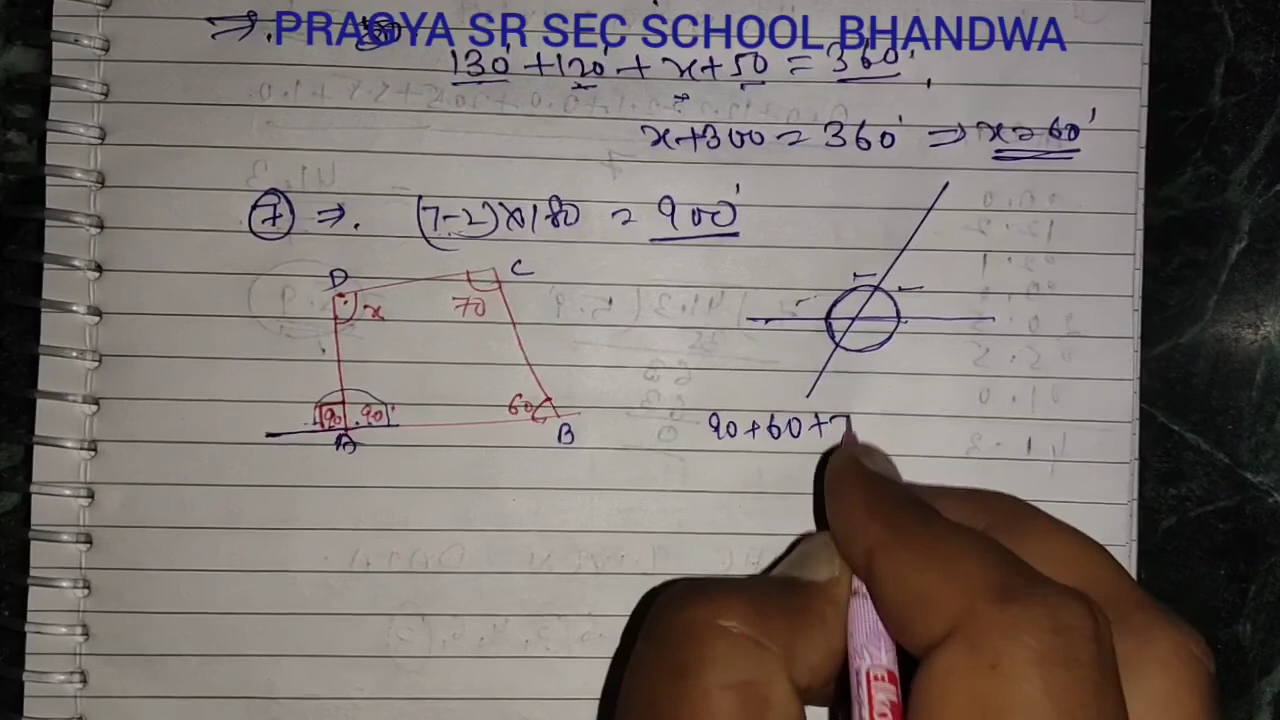 ⇒. PRAGYA SR SEC SCHOOL BHANDWA
130° + 120° + x + 50 = 360°
x + 300 = 360° ⇒ x = 60°
7 ⇒. (7-2)×180 = 900°
D C
x 70
90 90° 60
A B
90+60+7